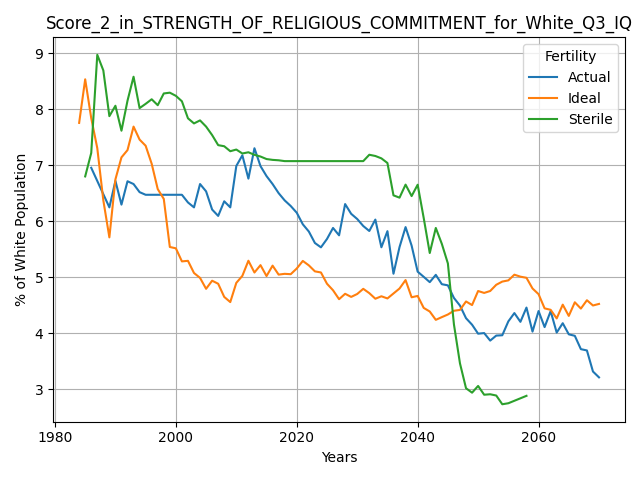 Score_2_in_STRENGTH_OF_RELIGIOUS_COMMITMENT_for_White_Q3_IQ
Fertility
Actual
Ideal
Sterile
% of White Population
9
8
7
6
5
4
3
1980
2000
2020
2040
2060
Years